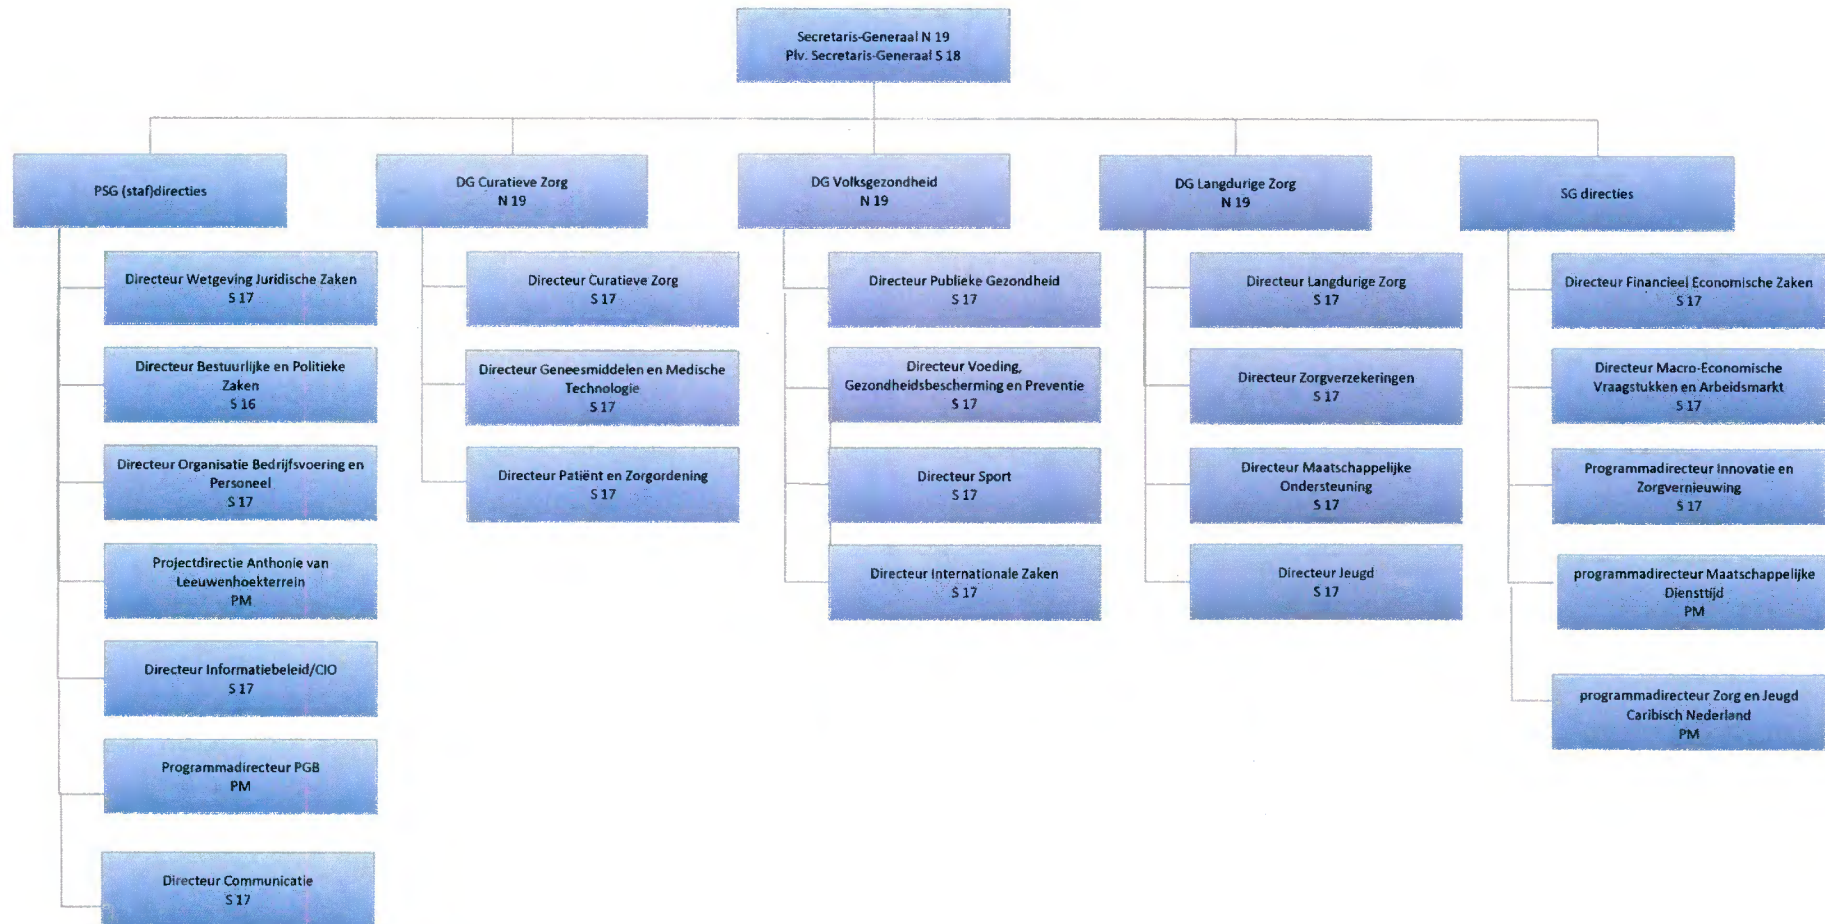 Secretaris-Generaal N 19
Plv. Secretaris-Generaal S 18
PSG (staf)directies
Directeur Wetgeving Juridische Zaken
S 17
Directeur Bestuurlijke en Politieke
Zaken
S 16
Directeur Organisatie Bedrijfsvoering en
Personeel
S 17
Projectdirectie Anthonie van
Leeuwenhoekterrein
PM
Directeur Informatiebeleid/CIO
S 17
Programmadirecteur PGB
PM
Directeur Communicatie
S 17
DG Curatieve Zorg
N 19
Directeur Curatieve Zorg
S 17
Directeur Geneesmiddelen en Medische
Technologie
S 17
Directeur Patiënt en Zorgordening
S 17
DG Volksgezondheid
N 19
Directeur Publieke Gezondheid
S 17
Directeur Voeding,
Gezondheidsbescherming en Preventie
S 17
Directeur Sport
S 17
Directeur Internationale Zaken
S 17
DG Langdurige Zorg
N 19
Directeur Langdurige Zorg
S 17
Directeur Zorgverzekeringen
S 17
Directeur Maatschappelijke
Ondersteuning
S 17
Directeur Jeugd
S 17
SG directies
Directeur Financieel Economische Zaken
S 17
Directeur Macro-Economische
Vraagstukken en Arbeidsmarkt
S 17
Programmadirecteur Innovatie en
Zorgvernieuwing
S 17
programmadirecteur Maatschappelijke
Diensttijd
PM
programmadirecteur Zorg en Jeugd
Caribisch Nederland
PM